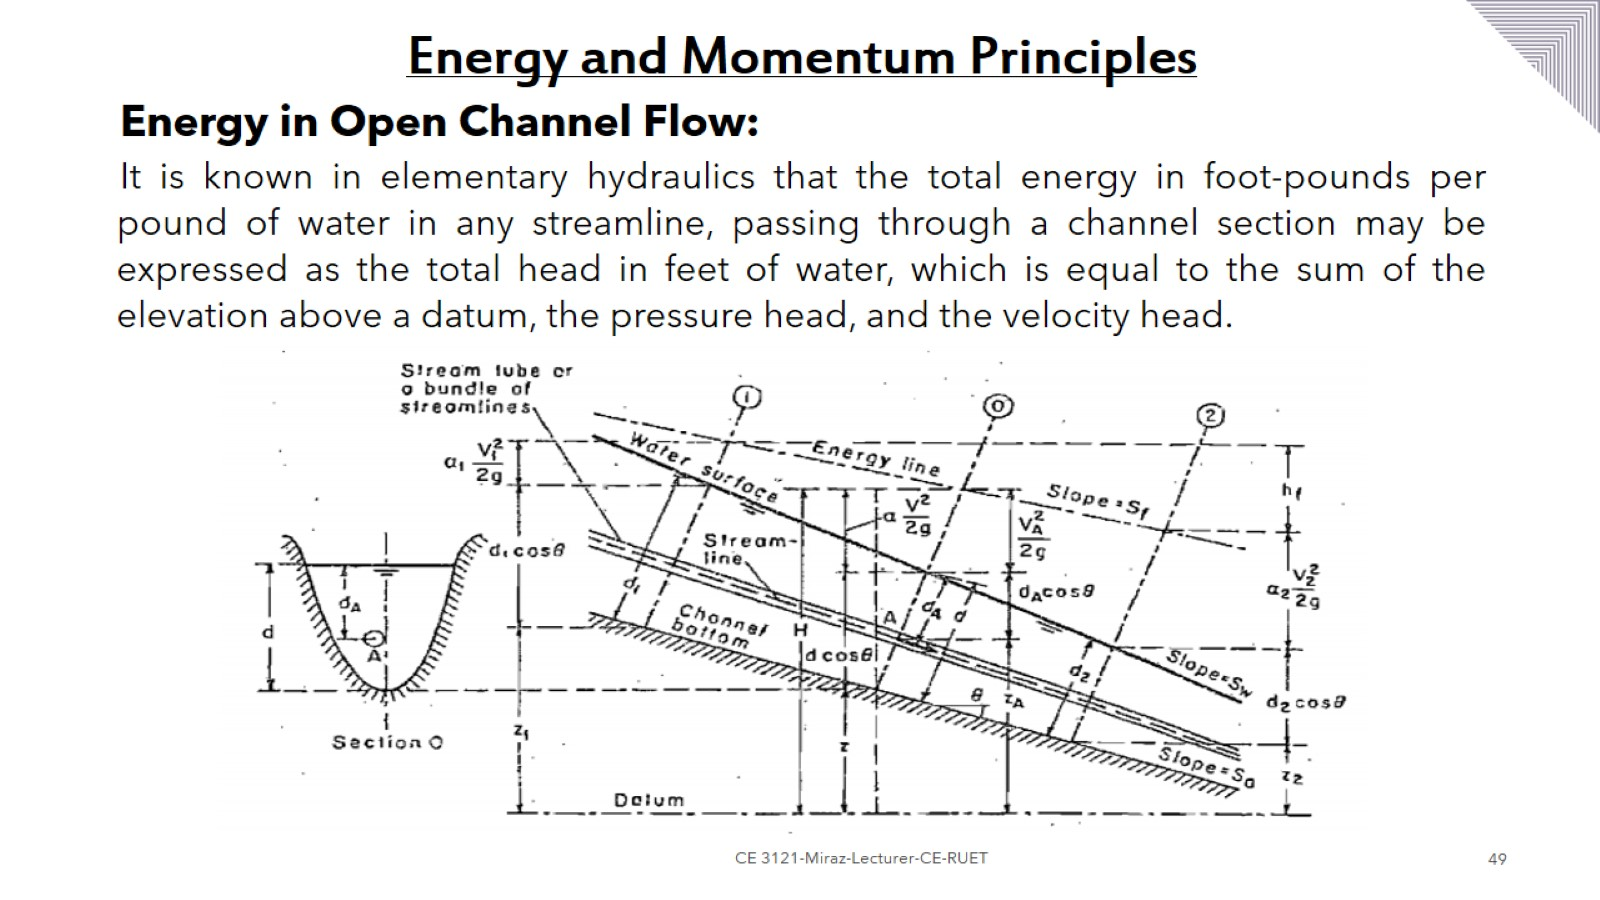 Energy and Momentum Principles
Energy in Open Channel Flow:
It is known in elementary hydraulics that the total energy in foot-pounds per
pound of water in any streamline, passing through a channel section may be
expressed as the total head in feet of water, which is equal to the sum of the
elevation above a datum, the pressure head, and the velocity head.
Stream tube or
a bundle of
streamlines
1
0
2
α₁ V₁²/2g
Water surface
Energy line
Slope = Sf
hf
α V²/2g
VA²/2g
Stream-
line
d₁ cosθ
d₁
dA cosθ
α₂ V₂²/2g
dA
d
A
Channel
bottom
H
d cosθ
A
dA
d
θ
zA
d₂
Slope = Sw
d₂ cosθ
Section O
z₁
z
Slope = S₀
z₂
Datum
CE 3121-Miraz-Lecturer-CE-RUET
49